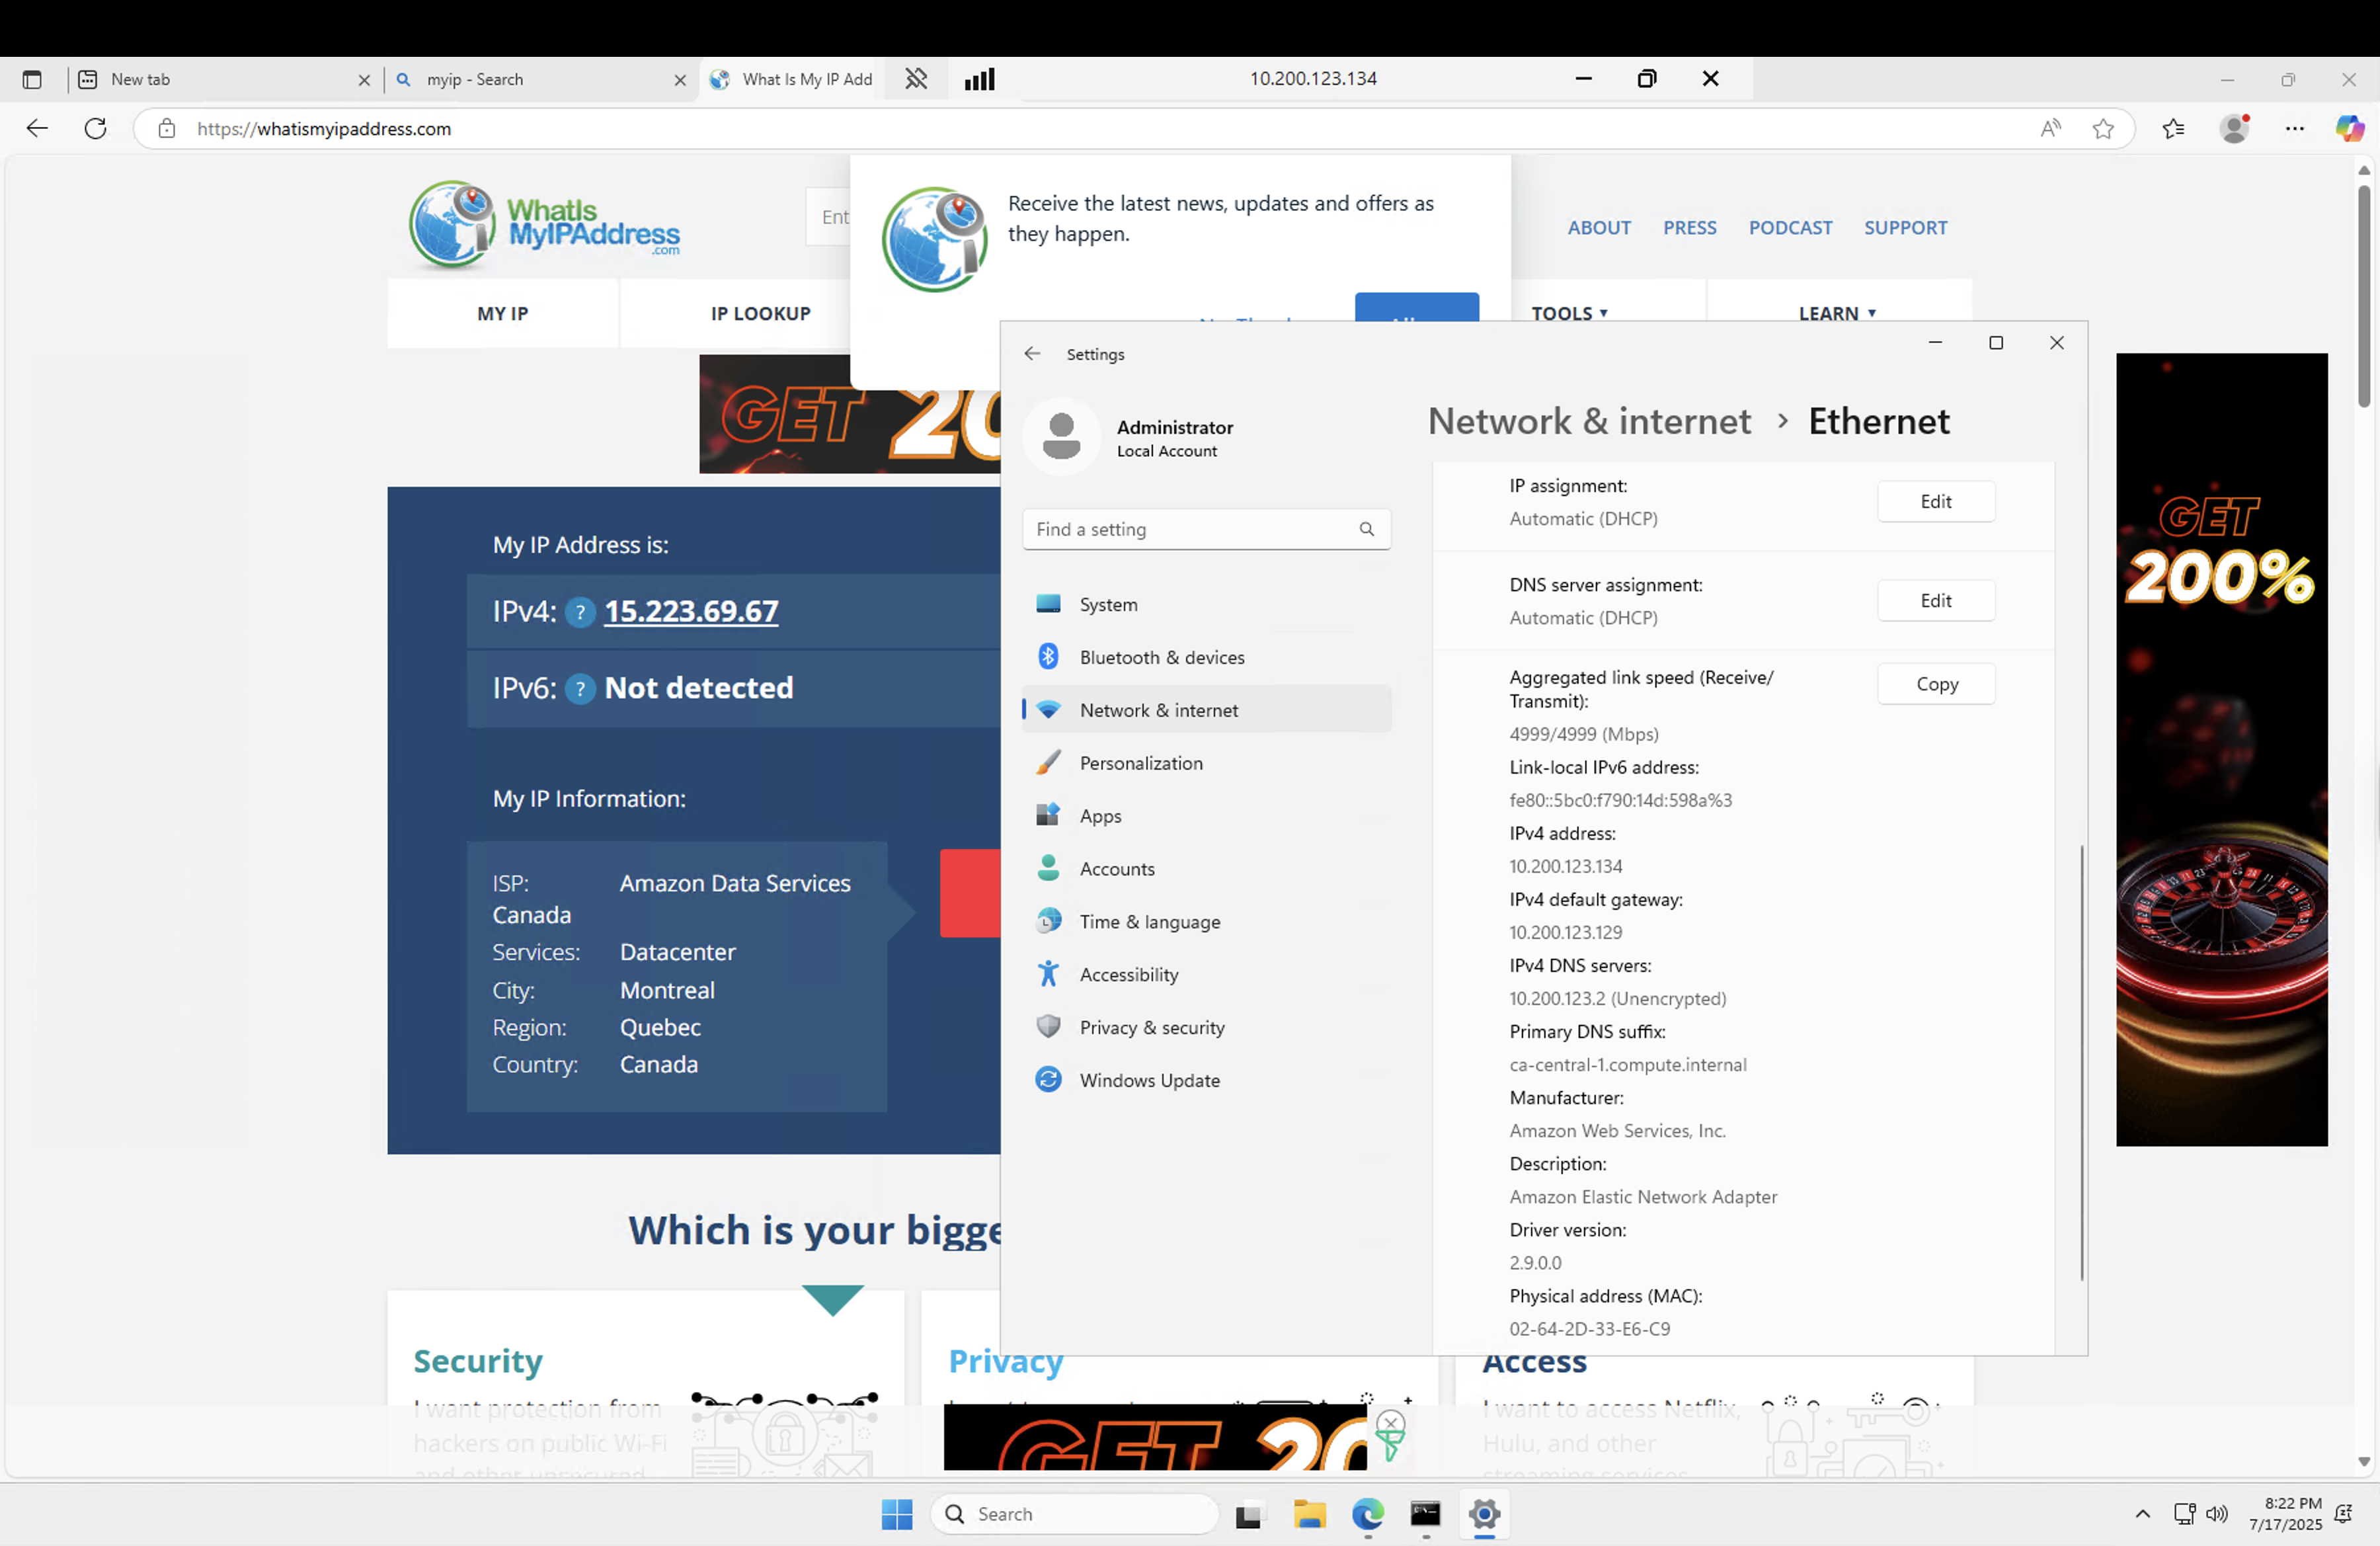 New tab
myip - Search
What Is My IP Add
10.200.123.134
https://whatismyipaddress.com
WhatIs
MyIPAddress
.com
Ent
Receive the latest news, updates and offers as
they happen.
ABOUT
PRESS
PODCAST
SUPPORT
MY IP
IP LOOKUP
TOOLS
LEARN
GET 20
My IP Address is:
IPv4: ? 15.223.69.67
IPv6: ? Not detected
My IP Information:
ISP: Amazon Data Services
Canada
Services: Datacenter
City: Montreal
Region: Quebec
Country: Canada
Which is your bigge
Security
I want protection from
hackers on public Wi-Fi
and other unsecured
Privacy
Access
I want to access Netflix,
Hulu, and other
streaming services
GET 20
GET
200%
Settings
Administrator
Local Account
Find a setting
System
Bluetooth & devices
Network & internet
Personalization
Apps
Accounts
Time & language
Accessibility
Privacy & security
Windows Update
Network & internet > Ethernet
IP assignment:
Automatic (DHCP)
Edit
DNS server assignment:
Automatic (DHCP)
Edit
Aggregated link speed (Receive/
Transmit):
4999/4999 (Mbps)
Copy
Link-local IPv6 address:
fe80::5bc0:f790:14d:598a%3
IPv4 address:
10.200.123.134
IPv4 default gateway:
10.200.123.129
IPv4 DNS servers:
10.200.123.2 (Unencrypted)
Primary DNS suffix:
ca-central-1.compute.internal
Manufacturer:
Amazon Web Services, Inc.
Description:
Amazon Elastic Network Adapter
Driver version:
2.9.0.0
Physical address (MAC):
02-64-2D-33-E6-C9
Search
8:22 PM
7/17/2025